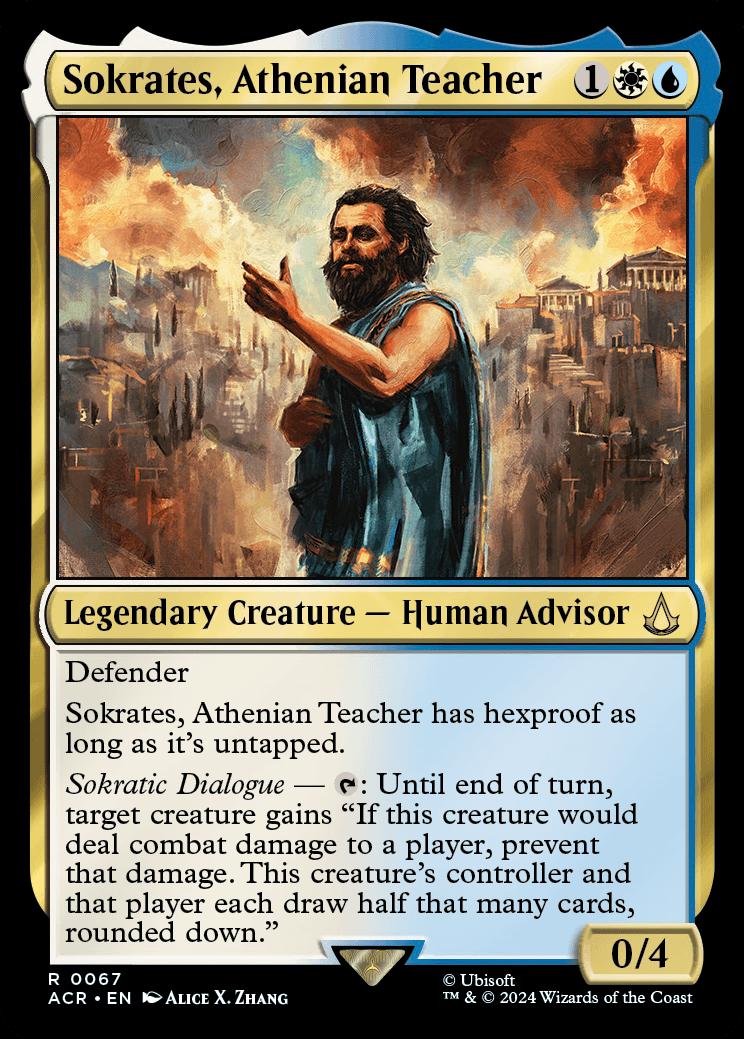 Sokrates, Athenian Teacher 1
Legendary Creature — Human Advisor
Defender
Sokrates, Athenian Teacher has hexproof as
long as it’s untapped.
Sokratic Dialogue — : Until end of turn,
target creature gains “If this creature would
deal combat damage to a player, prevent
that damage. This creature’s controller and
that player each draw half that many cards,
rounded down.”
0/4
R 0067
ACR • EN Alice X. Zhang
© Ubisoft
™ & © 2024 Wizards of the Coast